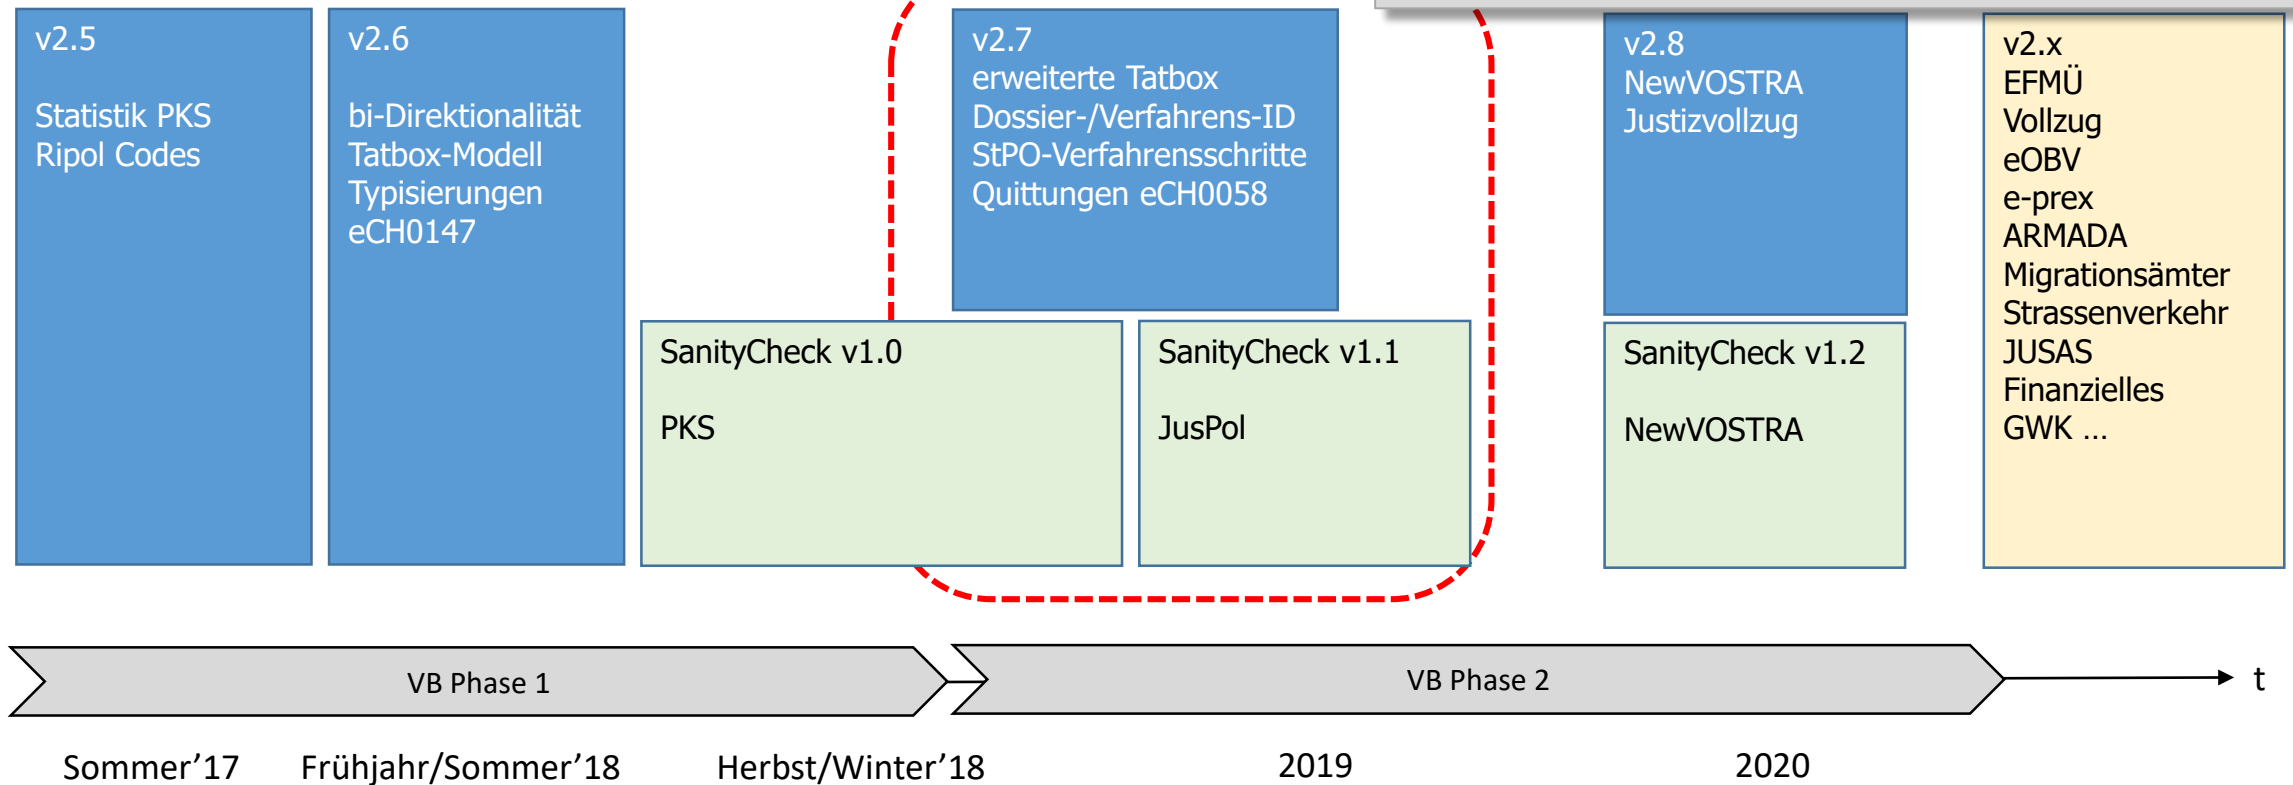 v2.5
Statistik PKS
Ripol Codes
v2.6
bi-Direktionalität
Tatbox-Modell
Typisierungen
eCH0147
v2.7
erweiterte Tatbox
Dossier-/Verfahrens-ID
StPO-Verfahrensschritte
Quittungen eCH0058
v2.8
NewVOSTRA
Justizvollzug
v2.x
EFMÜ
Vollzug
eOBV
e-prex
ARMADA
Migrationsämter
Strassenverkehr
JUSAS
Finanzielles
GWK ...
SanityCheck v1.0
PKS
SanityCheck v1.1
JusPol
SanityCheck v1.2
NewVOSTRA
VB Phase 1
VB Phase 2
t
Sommer’17
Frühjahr/Sommer’18
Herbst/Winter’18
2019
2020